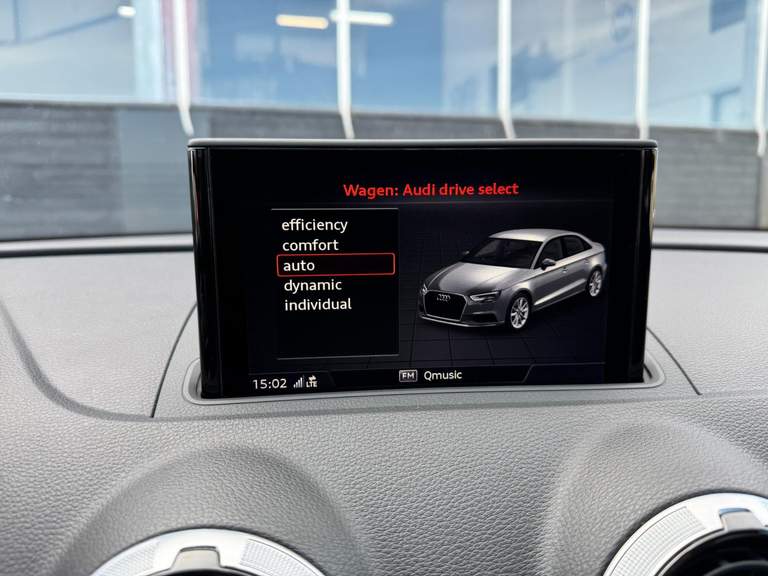 Wagen: Audi drive select
efficiency
comfort
auto
dynamic
individual
15:02 LTE
FM Qmusic